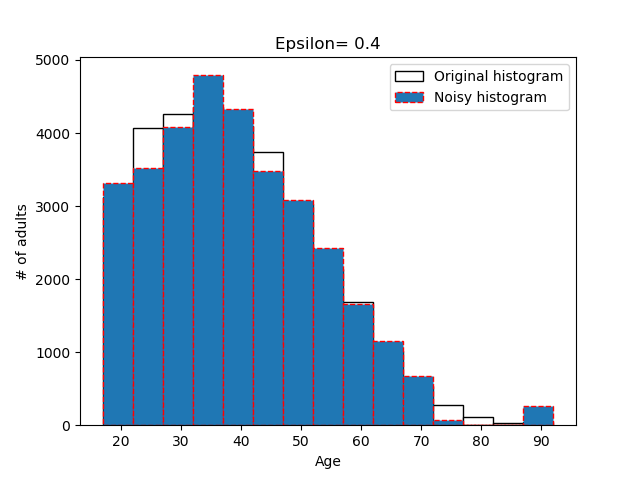 Epsilon= 0.4
Original histogram
Noisy histogram
5000
4000
3000
2000
1000
0
# of adults
20 30 40 50 60 70 80 90
Age